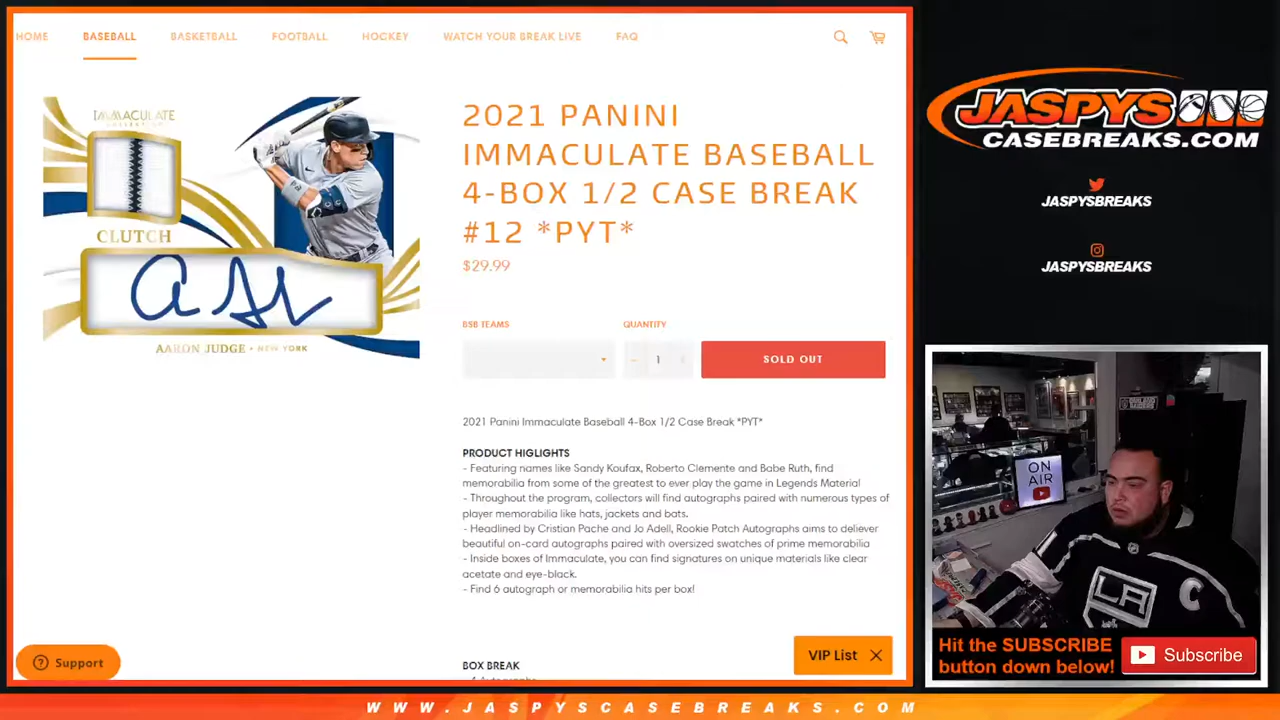 HOME BASEBALL BASKETBALL FOOTBALL HOCKEY WATCH YOUR BREAK LIVE FAQ
IMMACULATE
COLLECTION
CLUTCH
AARON JUDGE • NEW YORK
2021 PANINI
IMMACULATE BASEBALL
4-BOX 1/2 CASE BREAK
#12 *PYT*
$29.99
BSB TEAMS QUANTITY
− 1 +
SOLD OUT
2021 Panini Immaculate Baseball 4-Box 1/2 Case Break *PYT*
PRODUCT HIGLIGHTS
- Featuring names like Sandy Koufax, Roberto Clemente and Babe Ruth, find
memorabilia from some of the greatest to ever play the game in Legends Material!
- Throughout the program, collectors will find autographs paired with numerous types of
player memorabilia like hats, jackets and bats.
- Headlined by Cristian Pache and Jo Adell, Rookie Patch Autographs aims to deliever
beautiful on-card autographs paired with oversized swatches of prime memorabilia
- Inside boxes of Immaculate, you can find signatures on unique materials like clear
acetate and eye-black.
- Find 6 autograph or memorabilia hits per box!
BOX BREAK
Support
VIP List
JASPYS
CASEBREAKS.COM
JASPYSBREAKS
JASPYSBREAKS
ON
AIR
LA
C
Hit the SUBSCRIBE
button down below!
Subscribe
WWW.JASPYSCASEBREAKS.COM